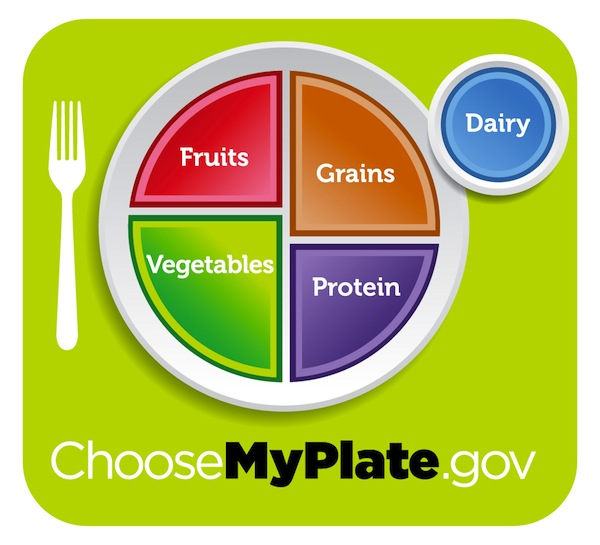 Fruits
Grains
Dairy
Vegetables
Protein
ChooseMyPlate.gov